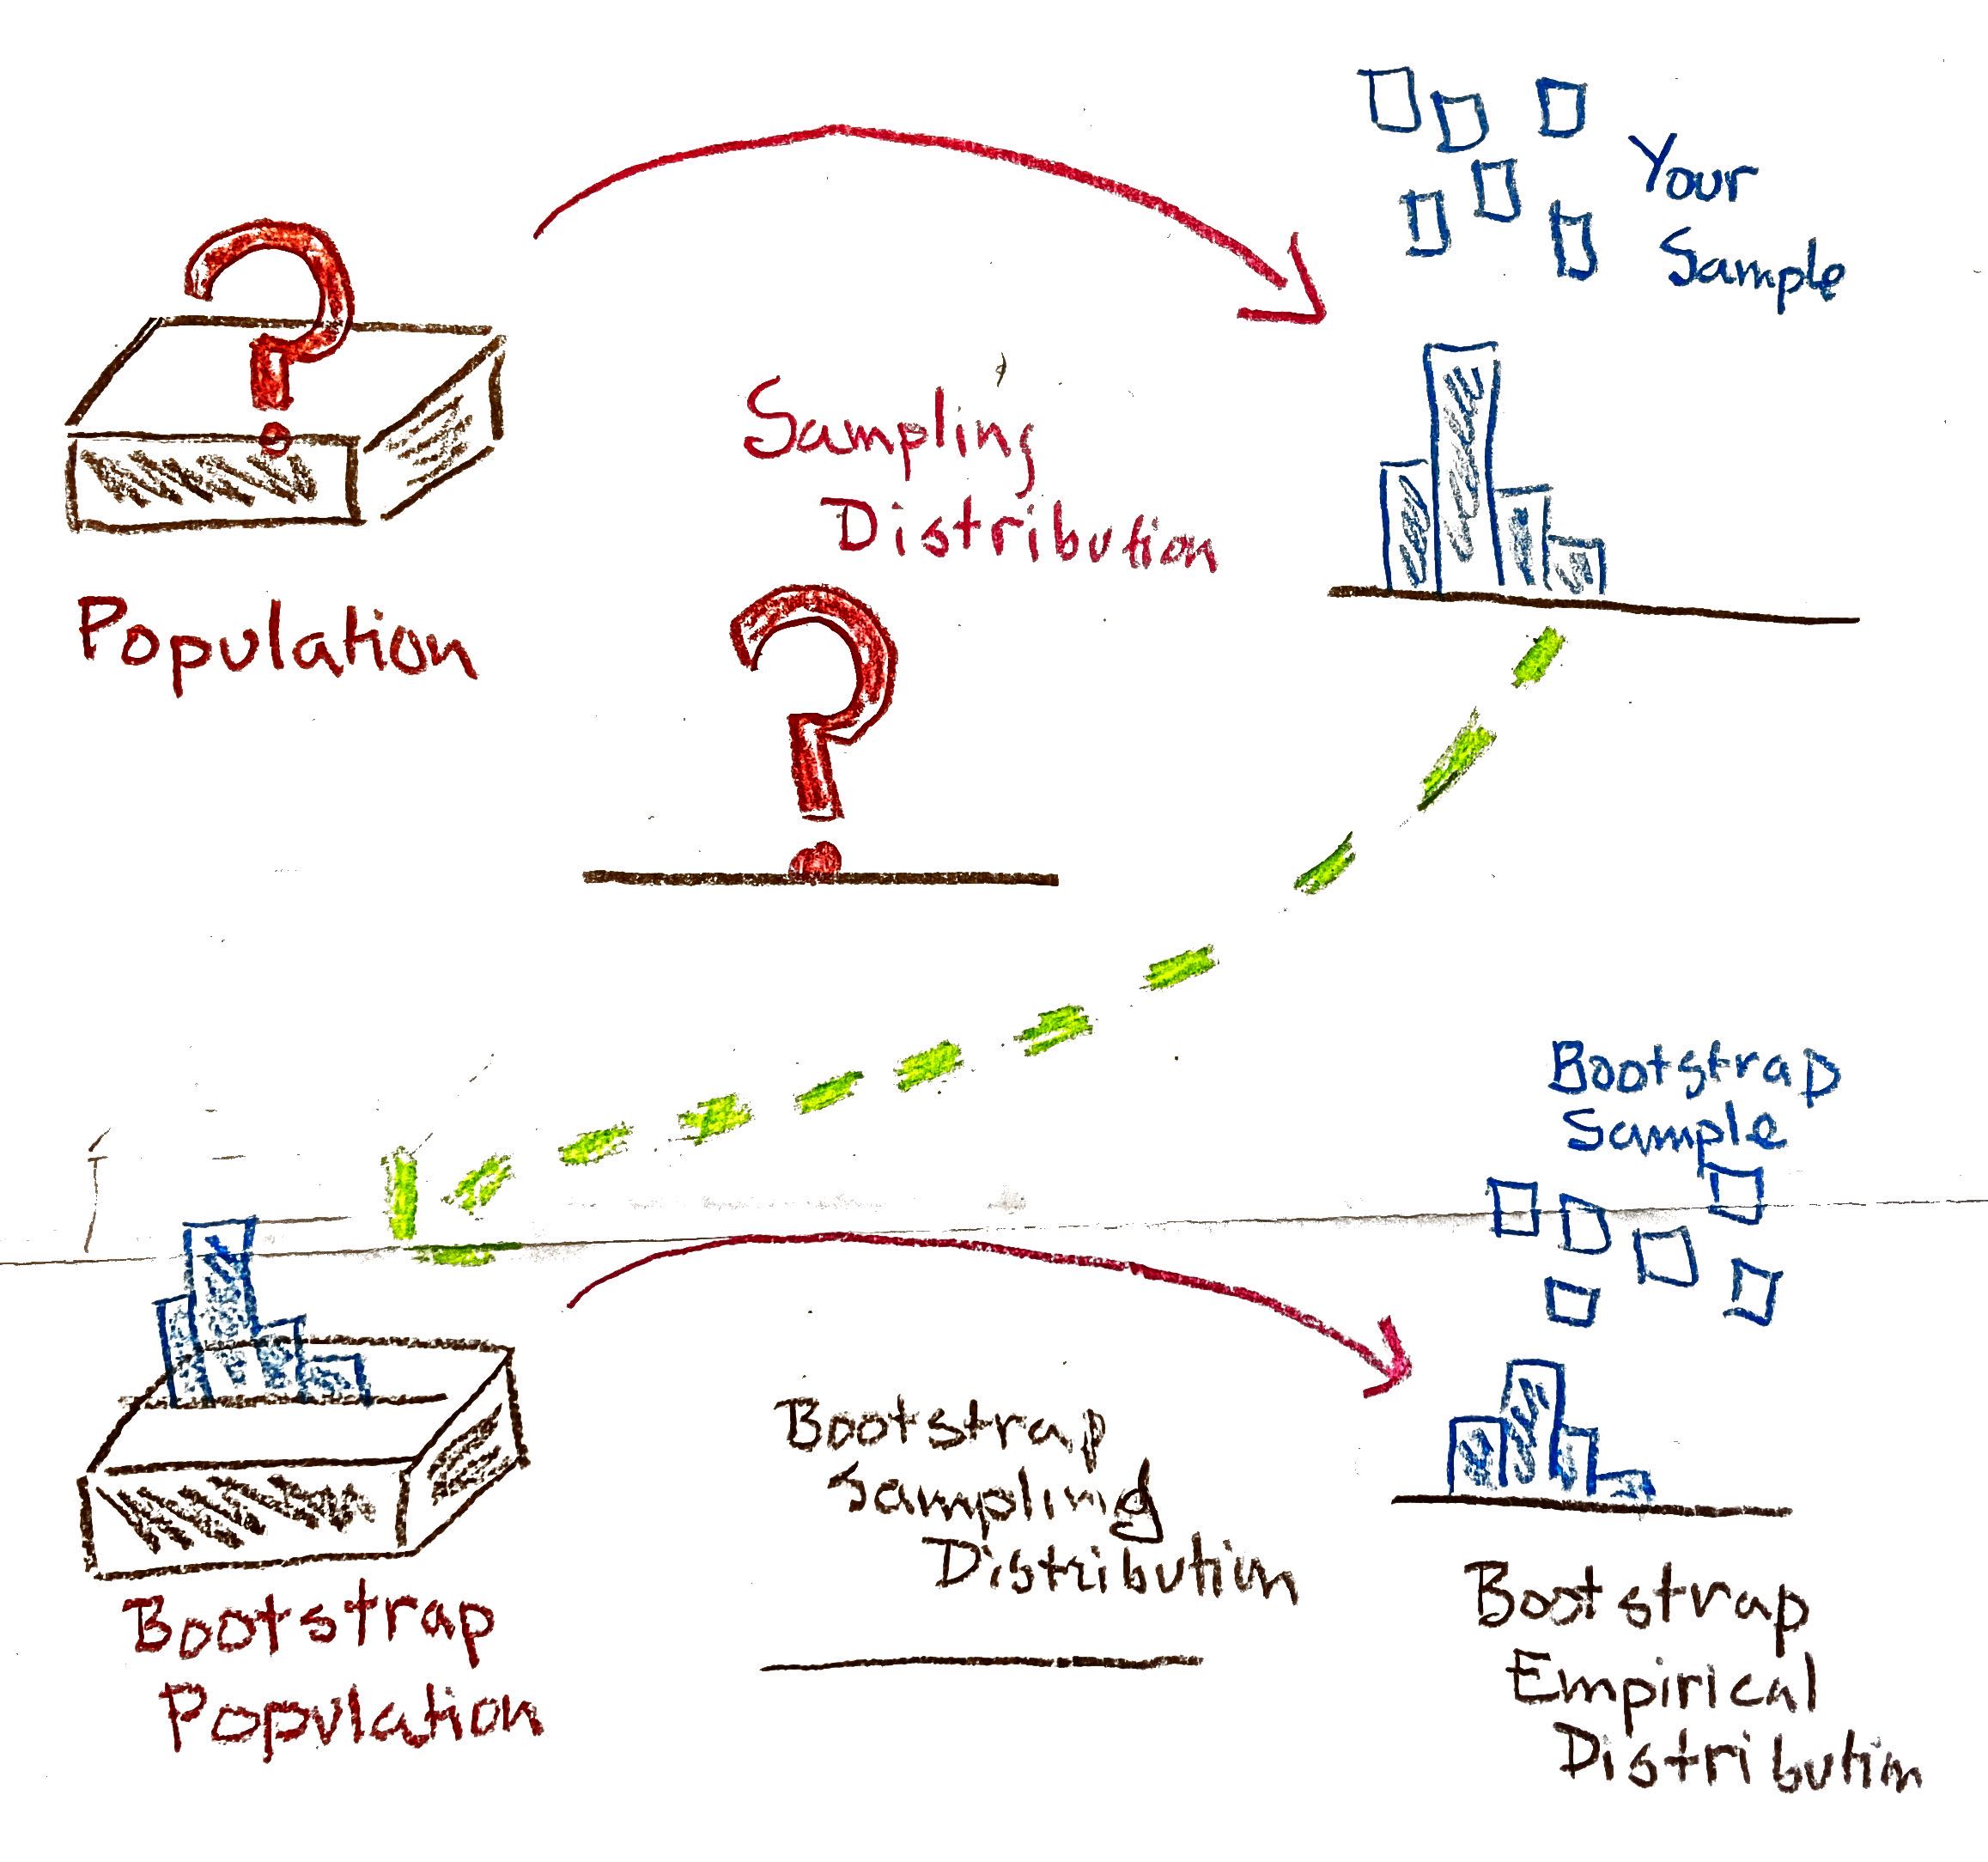 Your
Sample
Sampling
Distribution
?
Population
?
Bootstrap
Sample
Bootstrap
Sampling
Distribution
Bootstrap
Population
Bootstrap
Empirical
Distribution